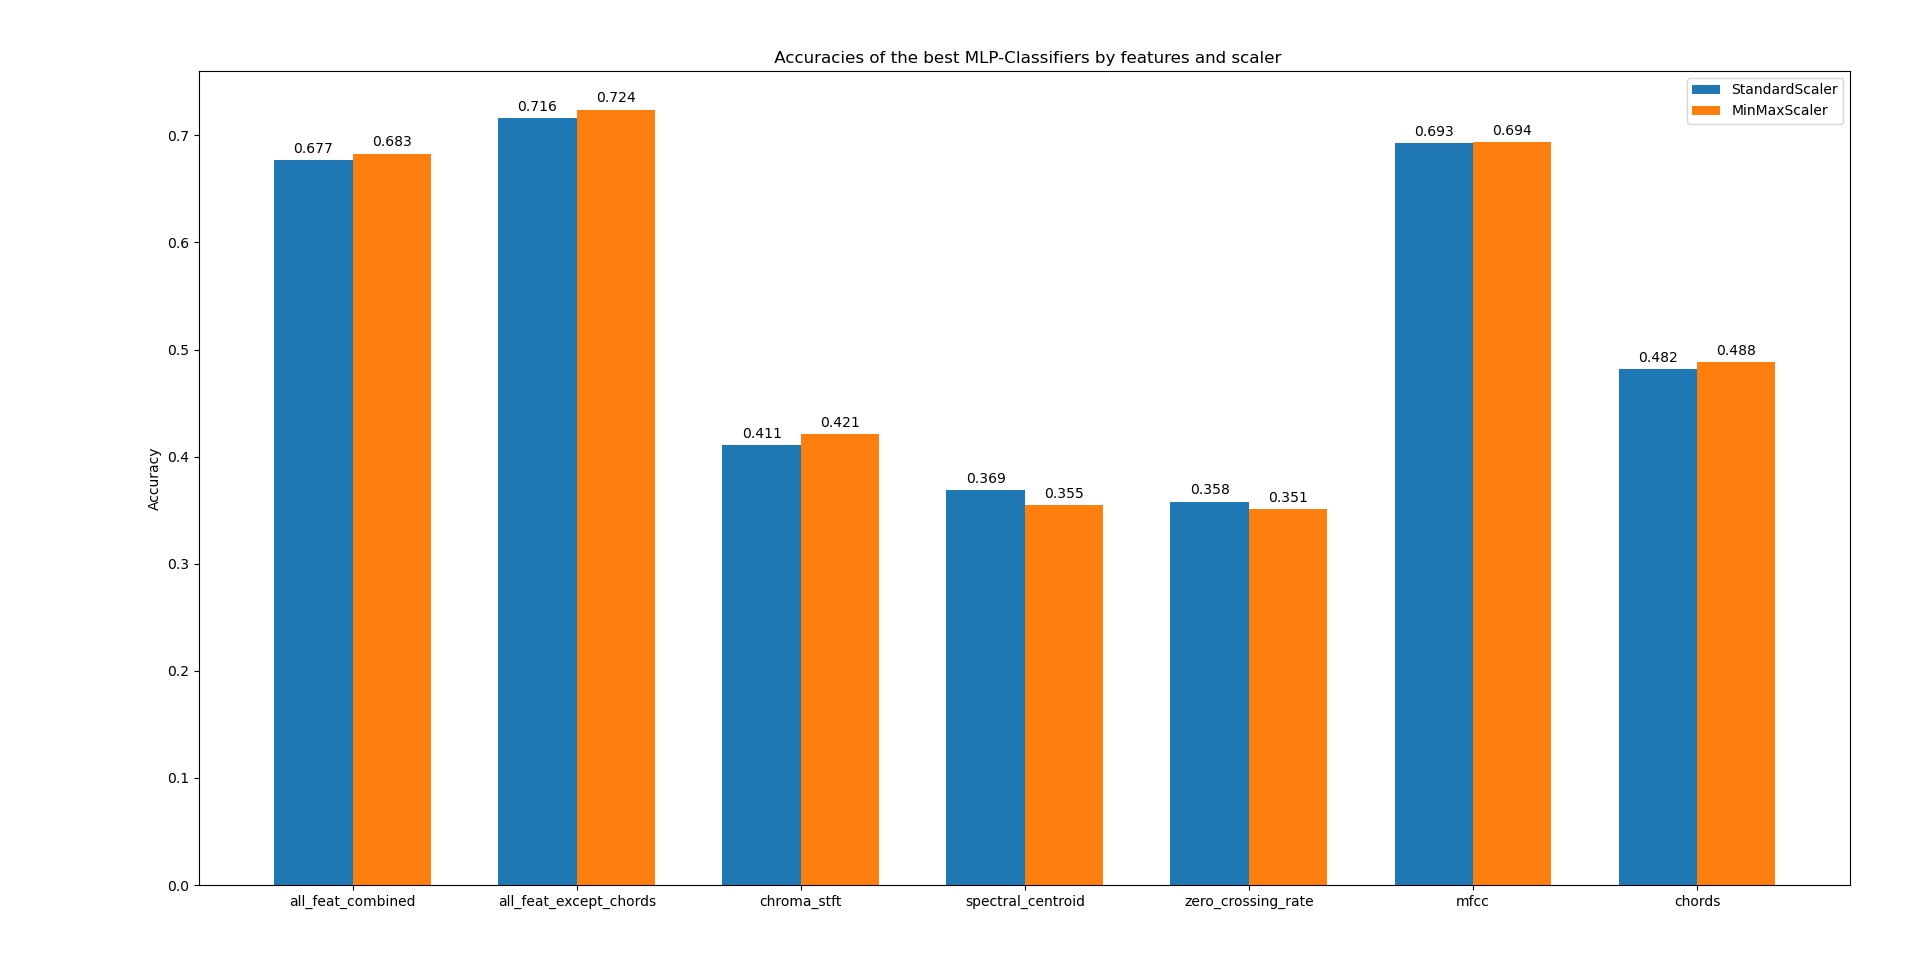 Accuracies of the best MLP-Classifiers by features and scaler
StandardScaler
MinMaxScaler
0.677
0.683
0.716
0.724
0.411
0.421
0.369
0.355
0.358
0.351
0.693
0.694
0.482
0.488
Accuracy
0.7
0.6
0.5
0.4
0.3
0.2
0.1
0.0
all_feat_combined
all_feat_except_chords
chroma_stft
spectral_centroid
zero_crossing_rate
mfcc
chords